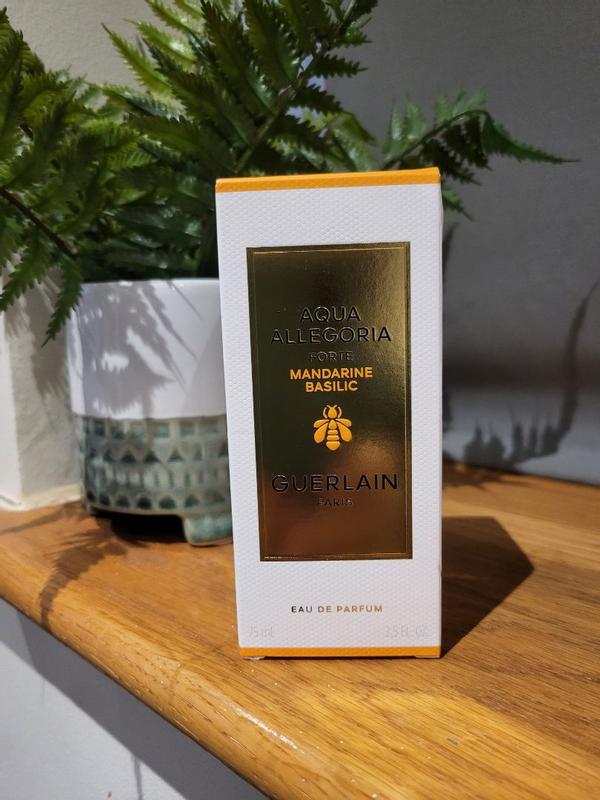 AQUA
ALLEGORIA
FORTE
MANDARINE
BASILIC
GUERLAIN
PARIS
EAU DE PARFUM
75 mL 2,5 FL. OZ